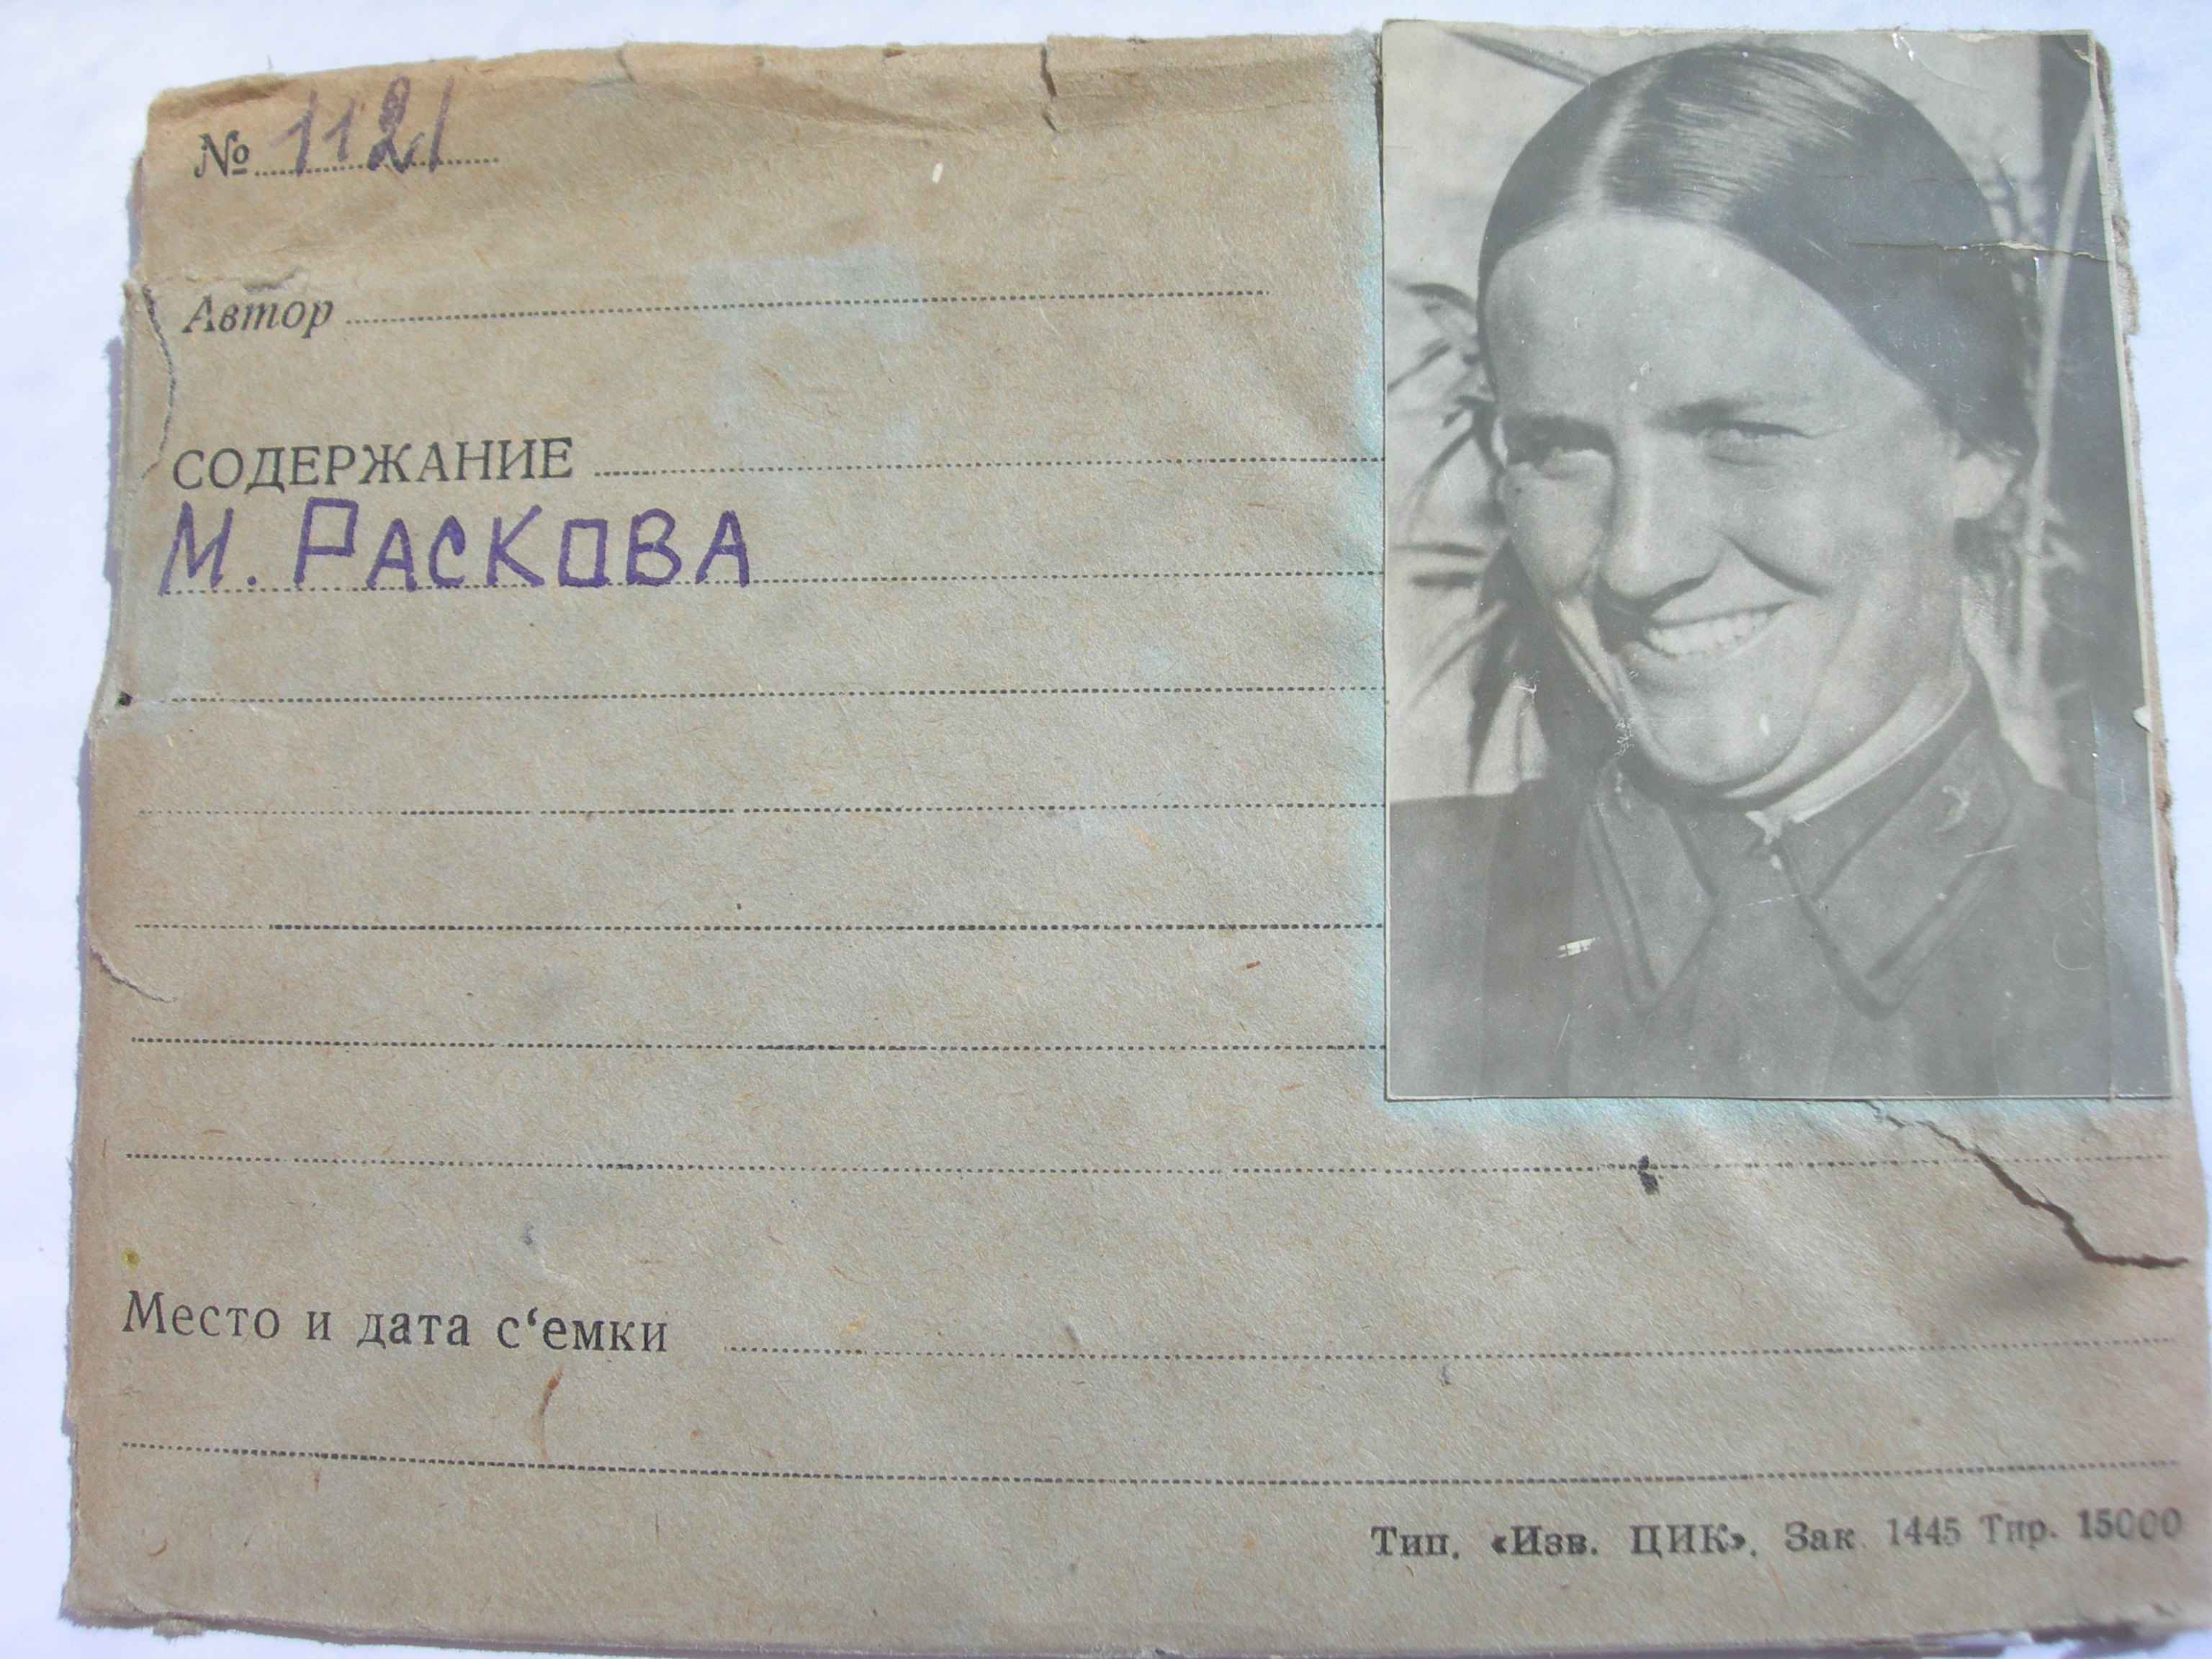 № 1121
Автор
СОДЕРЖАНИЕ
М. РАСКОВА
Место и дата с‘емки
Тип. «Изв. ЦИК». Зак 1445 Тир. 15000